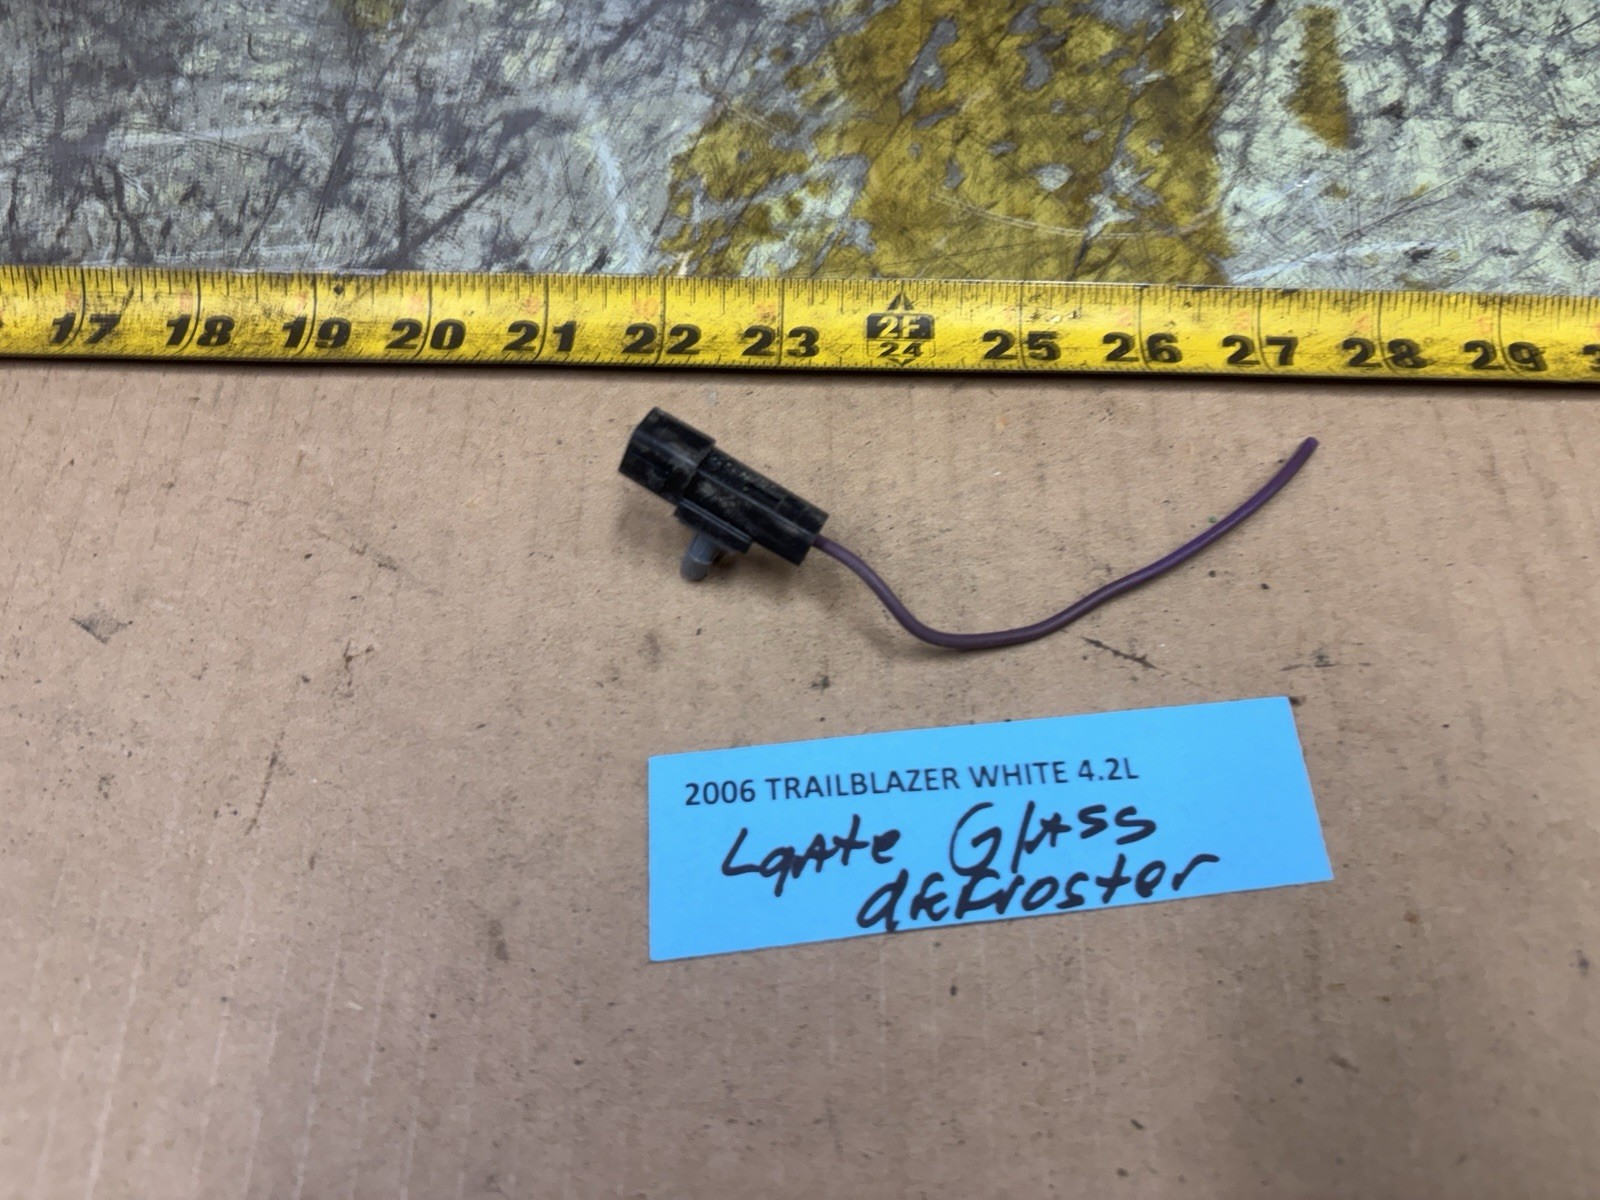 17 18 19 20 21 22 23 2F 24 25 26 27 28 29
2006 TRAILBLAZER WHITE 4.2L
Lgate Glass
defroster